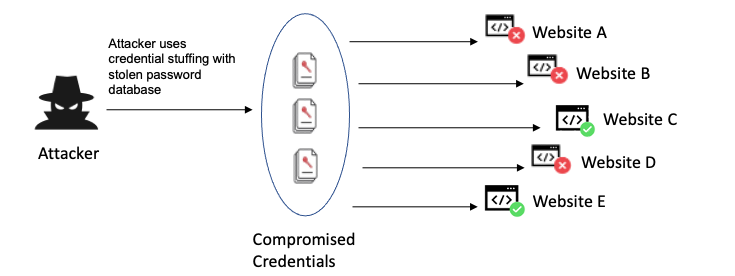 Attacker uses
credential stuffing with
stolen password
database
Attacker
Compromised
Credentials
</> Website A
</> Website B
</> Website C
</> Website D
</> Website E